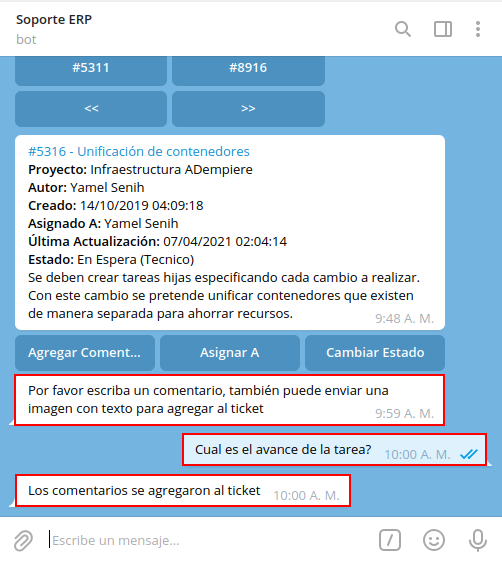 Soporte ERP
bot
#5311
#8916
<<
>>
#5316 - Unificación de contenedores
Proyecto: Infraestructura ADempiere
Autor: Yamel Senih
Creado: 14/10/2019 04:09:18
Asignado A: Yamel Senih
Última Actualización: 07/04/2021 02:04:14
Estado: En Espera (Tecnico)
Se deben crear tareas hijas especificando cada cambio a realizar.
Con este cambio se pretende unificar contenedores que existen
de manera separada para ahorrar recursos.
9:48 A. M.
Agregar Coment...
Asignar A
Cambiar Estado
Por favor escriba un comentario, también puede enviar una
imagen con texto para agregar al ticket
9:59 A. M.
Cual es el avance de la tarea?
10:00 A. M.
Los comentarios se agregaron al ticket
10:00 A. M.
Escribe un mensaje...